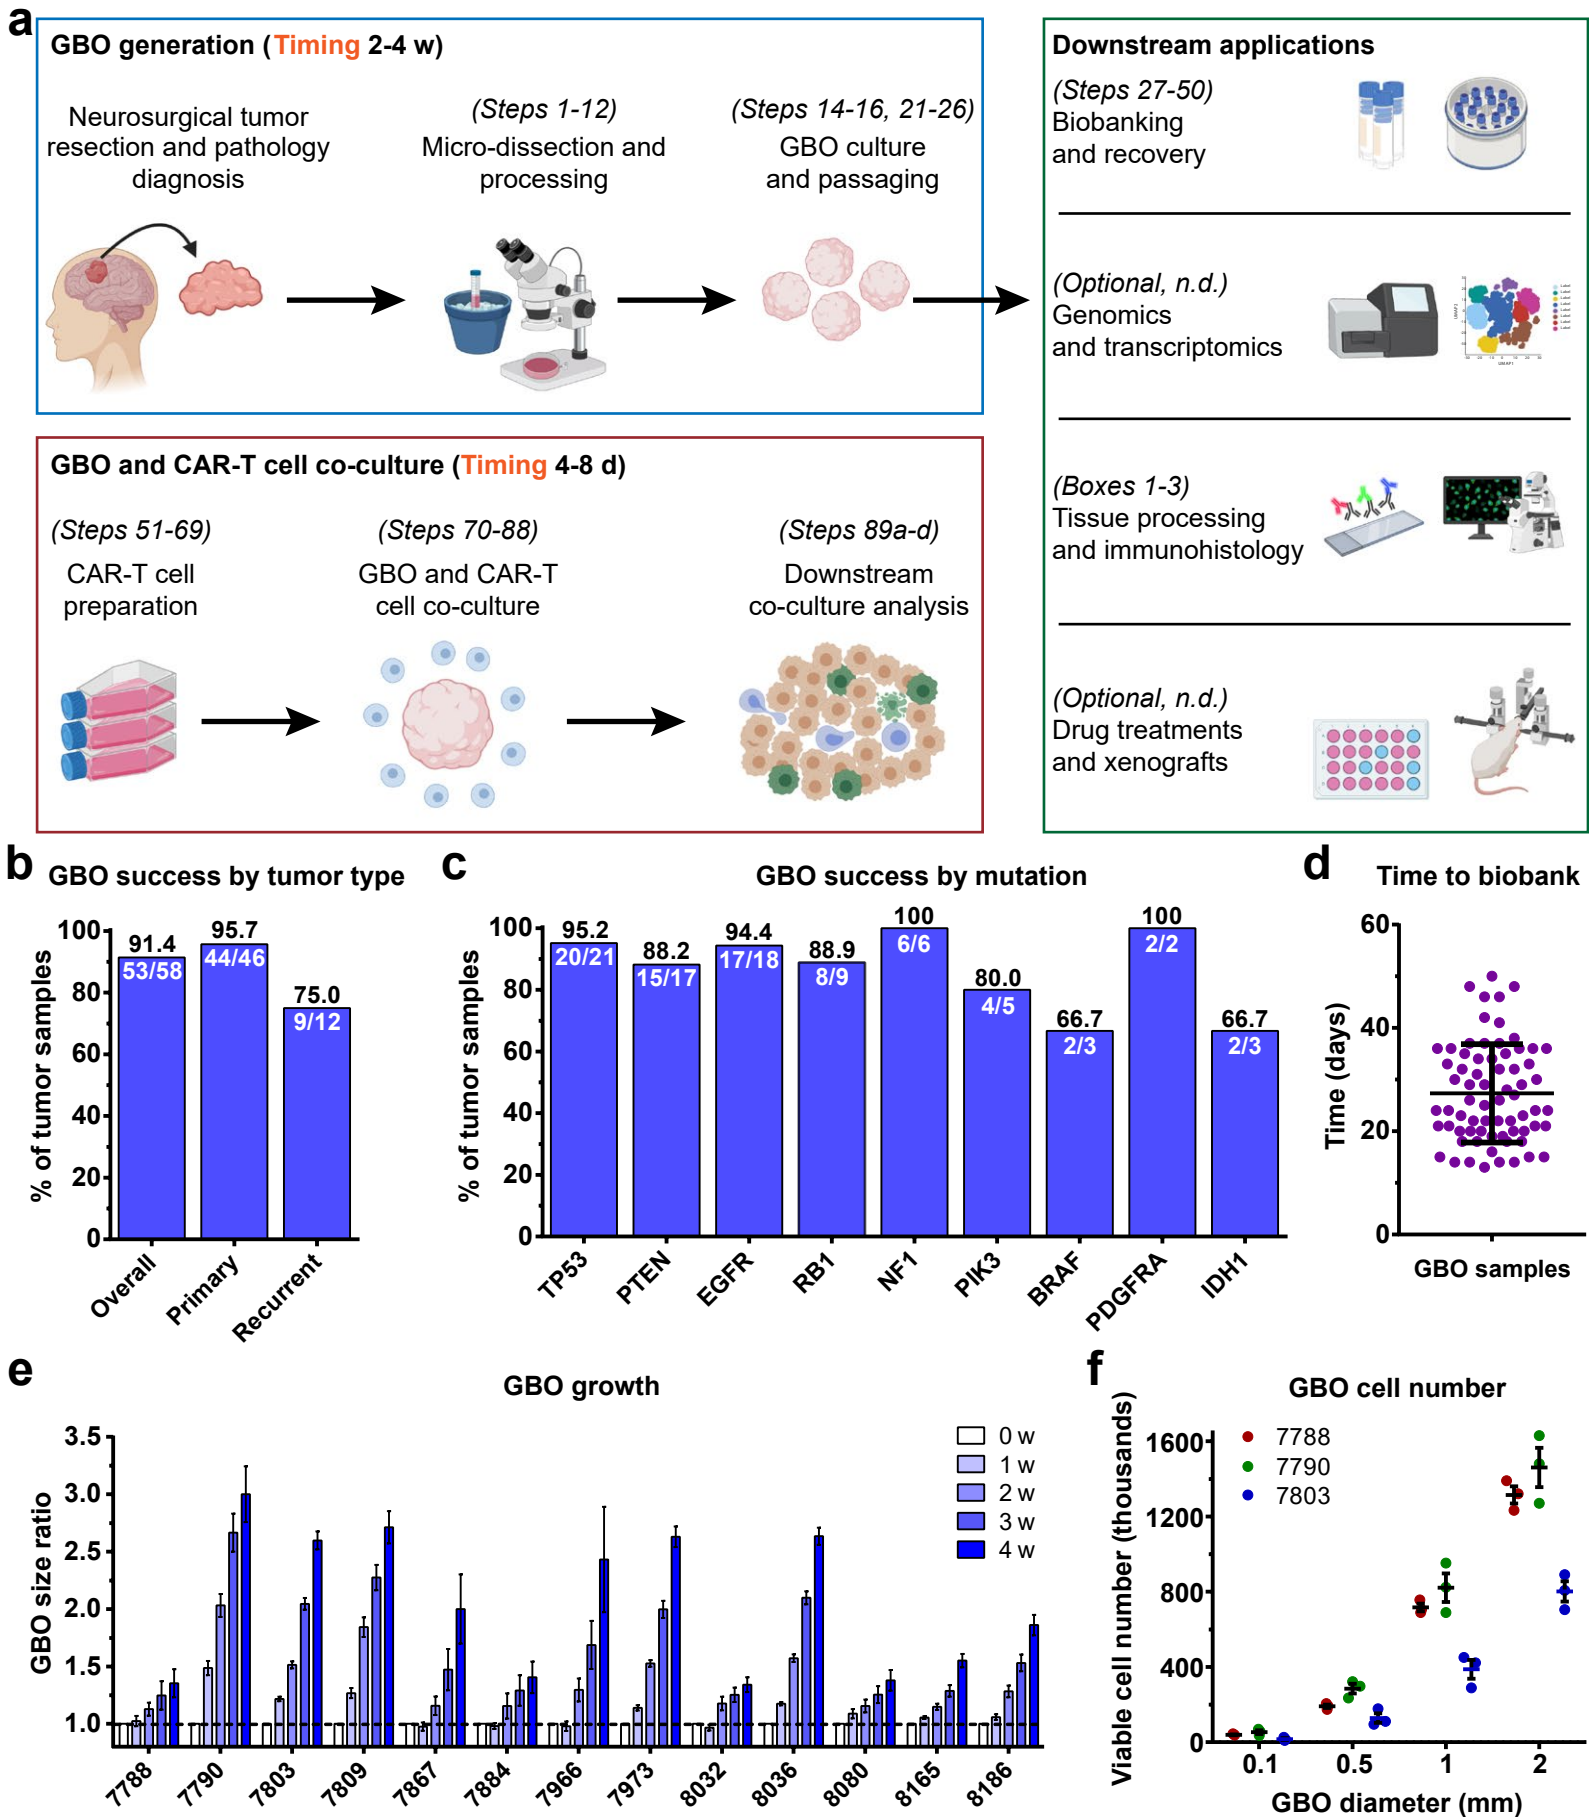 a
GBO generation (Timing 2-4 w)
Neurosurgical tumor
resection and pathology
diagnosis
(Steps 1-12)
Micro-dissection and
processing
(Steps 14-16, 21-26)
GBO culture
and passaging
GBO and CAR-T cell co-culture (Timing 4-8 d)
(Steps 51-69)
CAR-T cell
preparation
(Steps 70-88)
GBO and CAR-T
cell co-culture
(Steps 89a-d)
Downstream
co-culture analysis
Downstream applications
(Steps 27-50)
Biobanking
and recovery
(Optional, n.d.)
Genomics
and transcriptomics
(Boxes 1-3)
Tissue processing
and immunohistology
(Optional, n.d.)
Drug treatments
and xenografts
b
GBO success by tumor type
% of tumor samples
100
80
60
40
20
0
91.4
53/58
95.7
44/46
75.0
9/12
Overall
Primary
Recurrent
c
GBO success by mutation
% of tumor samples
100
80
60
40
20
0
95.2
20/21
88.2
15/17
94.4
17/18
88.9
8/9
100
6/6
80.0
4/5
66.7
2/3
100
2/2
66.7
2/3
TP53
PTEN
EGFR
RB1
NF1
PIK3
BRAF
PDGFRA
IDH1
d
Time to biobank
Time (days)
60
40
20
0
GBO samples
e
GBO growth
GBO size ratio
3.5
3.0
2.5
2.0
1.5
1.0
0 w
1 w
2 w
3 w
4 w
7788
7790
7803
7809
7867
7884
7966
7973
8032
8036
8080
8165
8186
f
GBO cell number
Viable cell number (thousands)
1600
1200
800
400
0
7788
7790
7803
0.1
0.5
1
2
GBO diameter (mm)